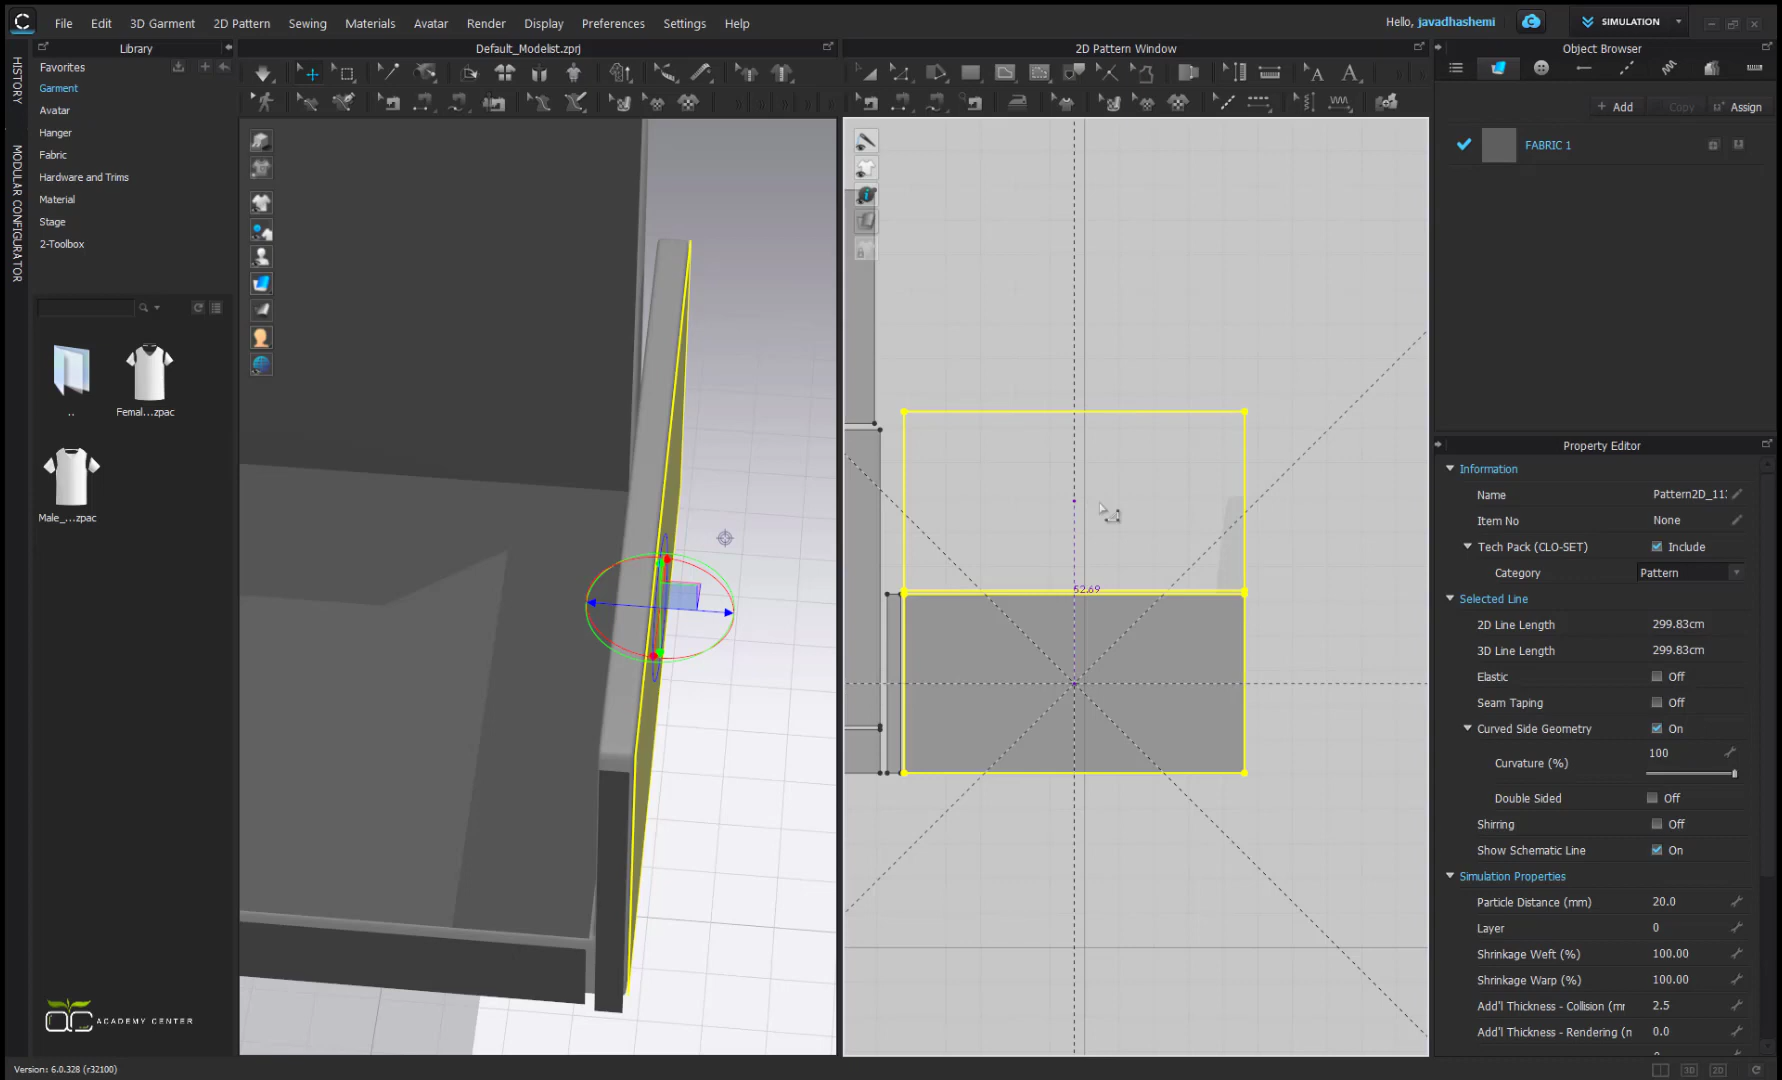 File Edit 3D Garment 2D Pattern Sewing Materials Avatar Render Display Preferences Settings Help
Hello, javadhashemi
SIMULATION
HISTORY
MODULAR CONFIGURATOR
Library
Favorites
Garment
Avatar
Hanger
Fabric
Hardware and Trims
Material
Stage
2-Toolbox
..
Femal...zpac
Male_...zpac
ACADEMY CENTER
Default_Modelist.zprj
2D Pattern Window
52.69
Object Browser
Add Copy Assign
FABRIC 1
Property Editor
Information
Name Pattern2D_11
Item No None
Tech Pack (CLO-SET) Include
Category Pattern
Selected Line
2D Line Length 299.83cm
3D Line Length 299.83cm
Elastic Off
Seam Taping Off
Curved Side Geometry On
100
Curvature (%)
Double Sided Off
Shirring Off
Show Schematic Line On
Simulation Properties
Particle Distance (mm) 20.0
Layer 0
Shrinkage Weft (%) 100.00
Shrinkage Warp (%) 100.00
Add'l Thickness - Collision (mr 2.5
Add'l Thickness - Rendering (n 0.0
Version: 6.0.328 (r32100)
3D 2D